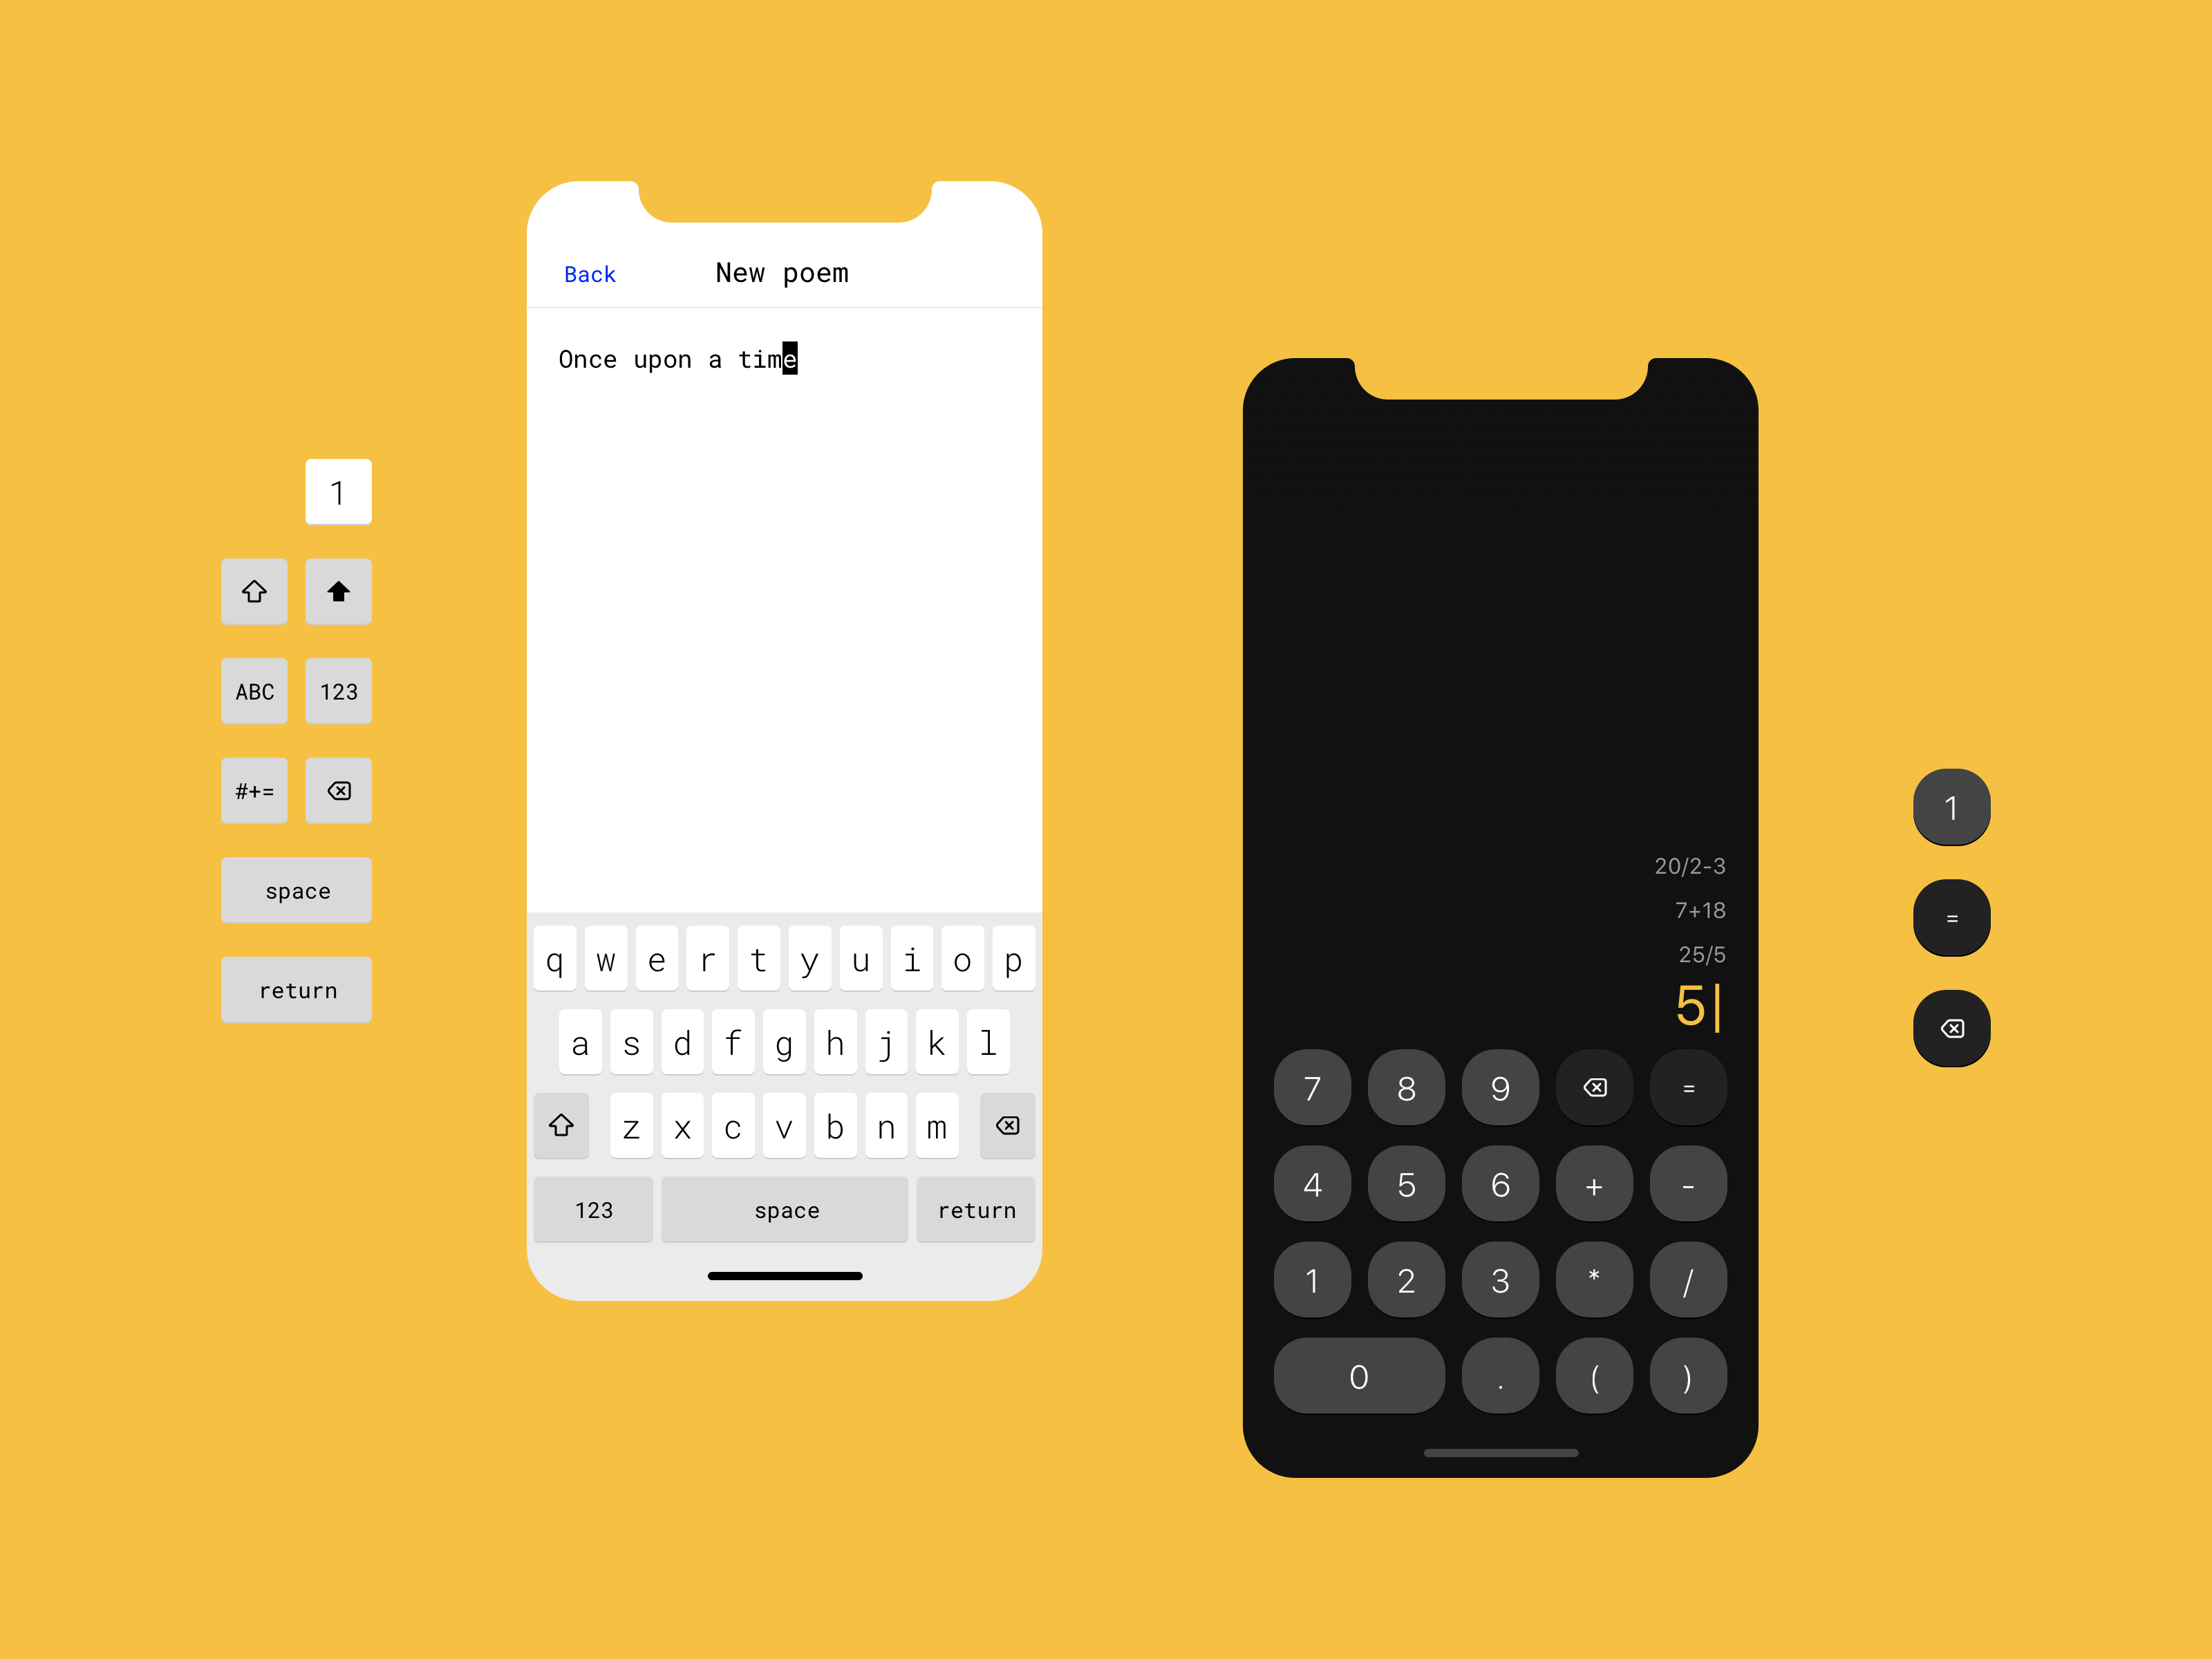 1
ABC 123
#+=
space
return
Back New poem
Once upon a time
q w e r t y u i o p
a s d f g h j k l
z x c v b n m
123 space return
20/2-3
7+18
25/5
5
7 8 9 =
4 5 6 + -
1 2 3 * /
0 . ( )
1
=